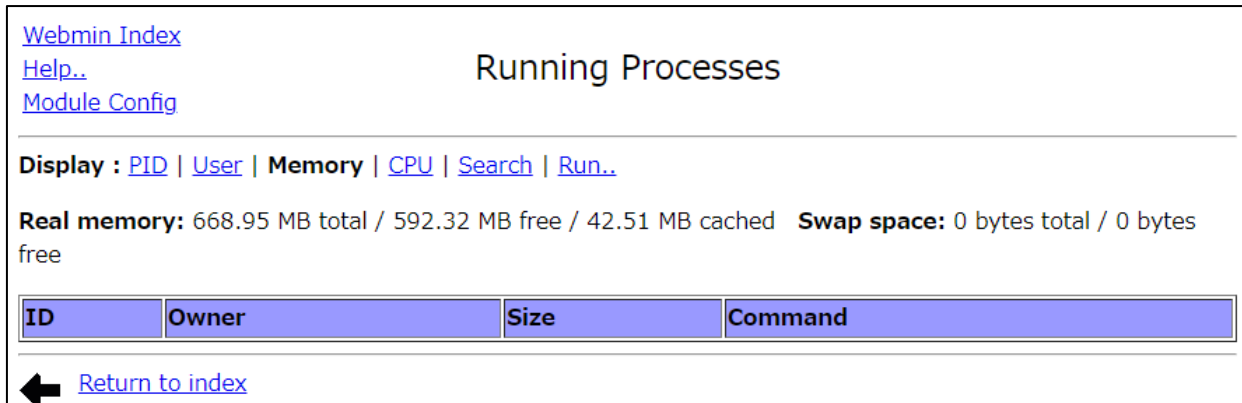 Webmin Index
Help..
Module Config
Running Processes
Display : PID | User | Memory | CPU | Search | Run..
Real memory: 668.95 MB total / 592.32 MB free / 42.51 MB cached Swap space: 0 bytes total / 0 bytes
free
ID Owner Size Command
Return to index